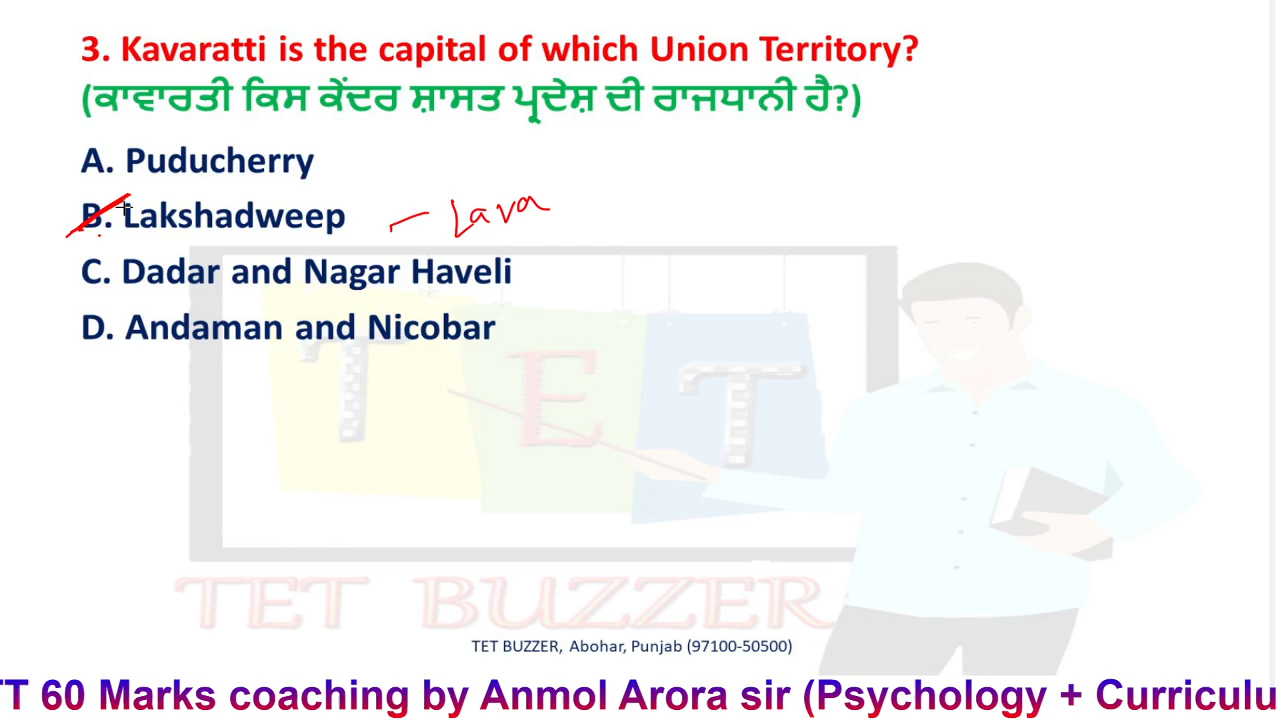 3. Kavaratti is the capital of which Union Territory?
(ਕਾਵਾਰਤੀ ਕਿਸ ਕੇਂਦਰ ਸ਼ਾਸਤ ਪ੍ਰਦੇਸ਼ ਦੀ ਰਾਜਧਾਨੀ ਹੈ?)
A. Puducherry
B. Lakshadweep – Lava
C. Dadar and Nagar Haveli
D. Andaman and Nicobar
T E T
TET BUZZER
TET BUZZER, Abohar, Punjab (97100-50500)
TT 60 Marks coaching by Anmol Arora sir (Psychology + Curriculu